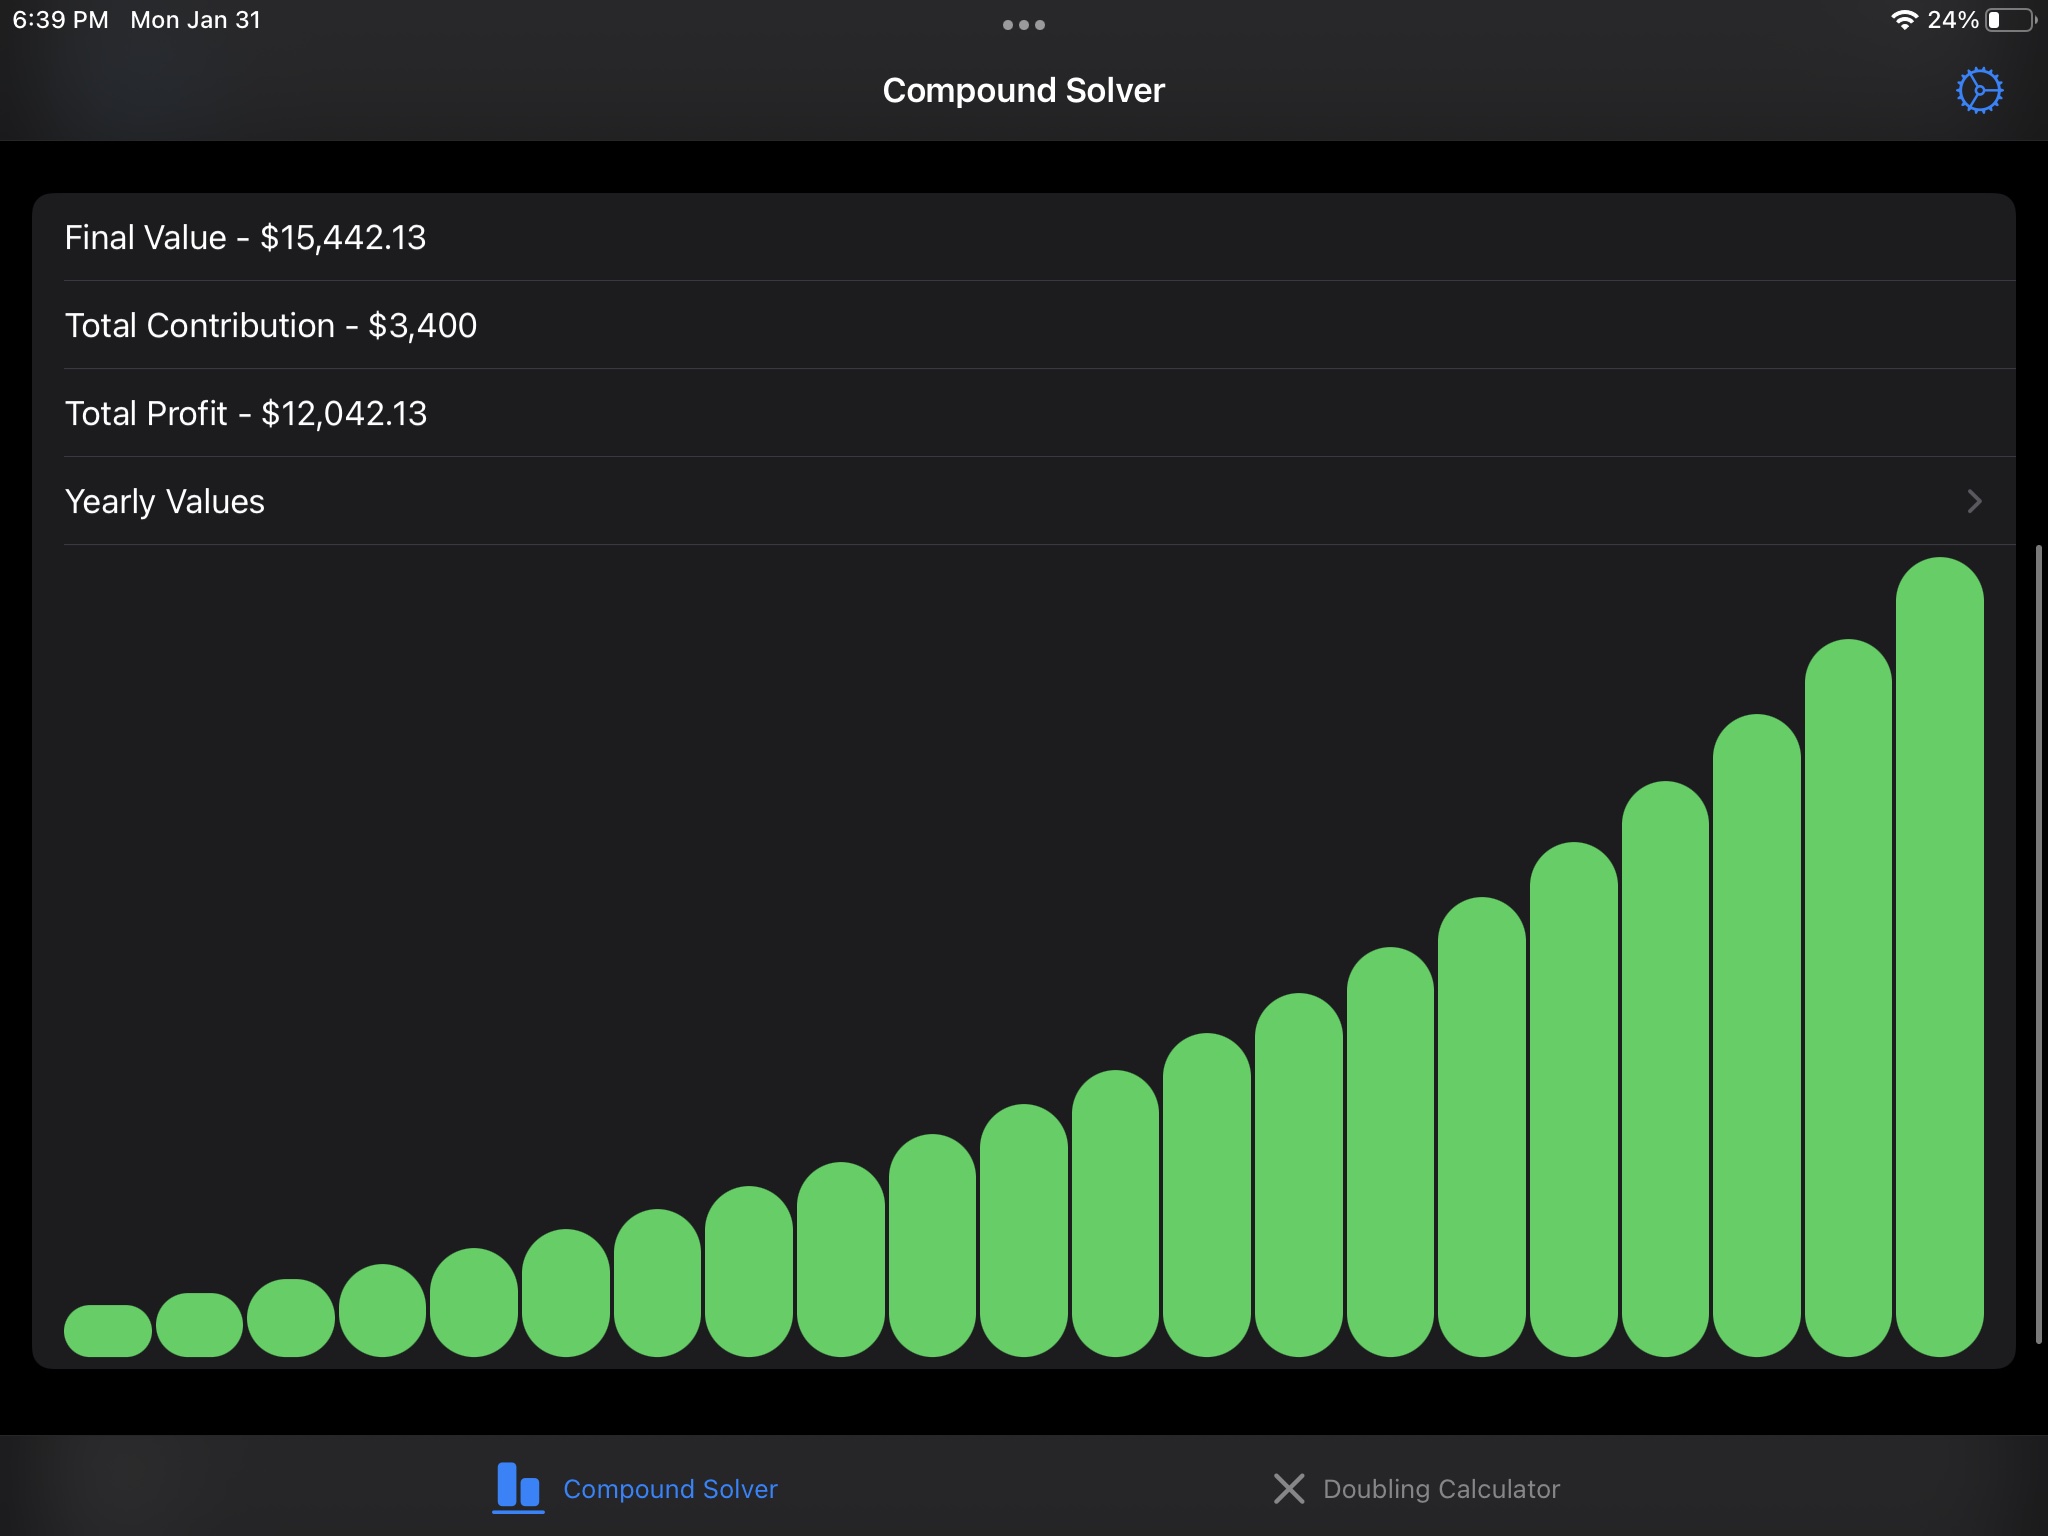 6:39 PM Mon Jan 31
24%
Compound Solver
Final Value - $15,442.13
Total Contribution - $3,400
Total Profit - $12,042.13
Yearly Values
Compound Solver
Doubling Calculator